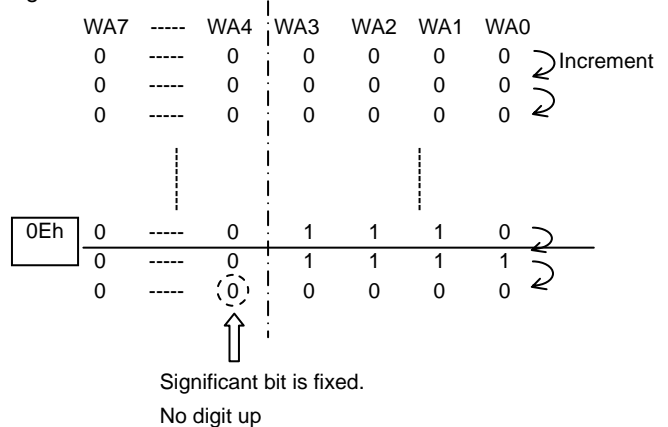 WA7 ----- WA4 WA3 WA2 WA1 WA0
0 ----- 0 0 0 0 0 Increment
0 ----- 0 0 0 0 0
0 ----- 0 0 0 0 0
0Eh 0 ----- 0 1 1 1 0
0 ----- 0 1 1 1 1
0 ----- 0 0 0 0 0
Significant bit is fixed.
No digit up